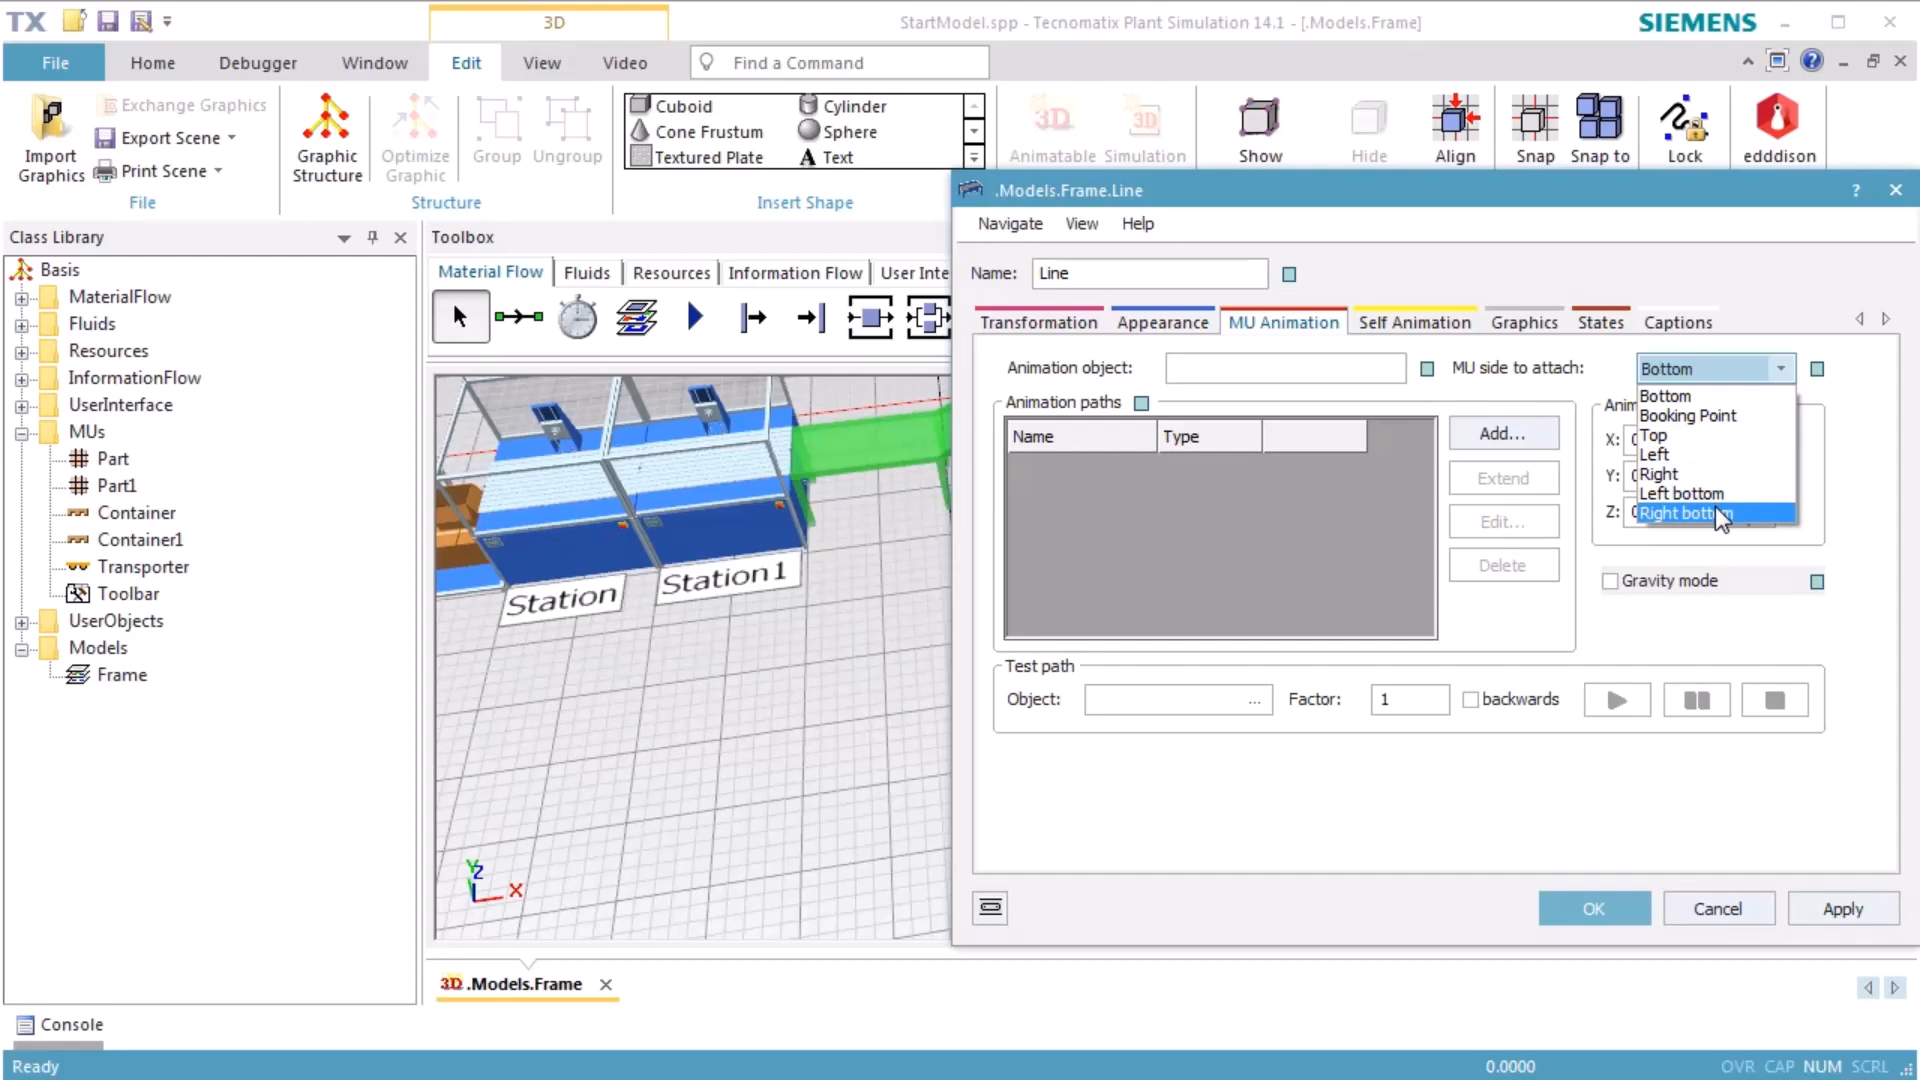 TX
3D
StartModel.spp - Tecnomatix Plant Simulation 14.1 - [.Models.Frame]
SIEMENS
File
Home
Debugger
Window
Edit
View
Video
Find a Command
Import Graphics
Exchange Graphics
Export Scene
Print Scene
File
Graphic Structure
Optimize Graphic
Group
Ungroup
Structure
Cuboid
Cylinder
Cone Frustum
Sphere
Textured Plate
A Text
Insert Shape
3D
Animatable
3D
Simulation
Show
Hide
Align
Snap
Snap to
Lock
edddison
Class Library
Basis
MaterialFlow
Fluids
Resources
InformationFlow
UserInterface
MUs
Part
Part1
Container
Container1
Transporter
Toolbar
UserObjects
Models
Frame
Toolbox
Material Flow
Fluids
Resources
Information Flow
User Inte
Station
Station1
Y
Z
X
.Models.Frame.Line
?
Navigate
View
Help
Name:
Line
Transformation
Appearance
MU Animation
Self Animation
Graphics
States
Captions
Animation object:
MU side to attach:
Bottom
Bottom
Booking Point
Top
Left
Right
Left bottom
Right bottom
Animation paths
Name
Type
Add...
Extend
Edit...
Delete
Anim
X:
Y:
Z:
Gravity mode
Test path
Object:
...
Factor:
1
backwards
OK
Cancel
Apply
3D .Models.Frame
Console
Ready
0.0000
OVR CAP NUM SCRL